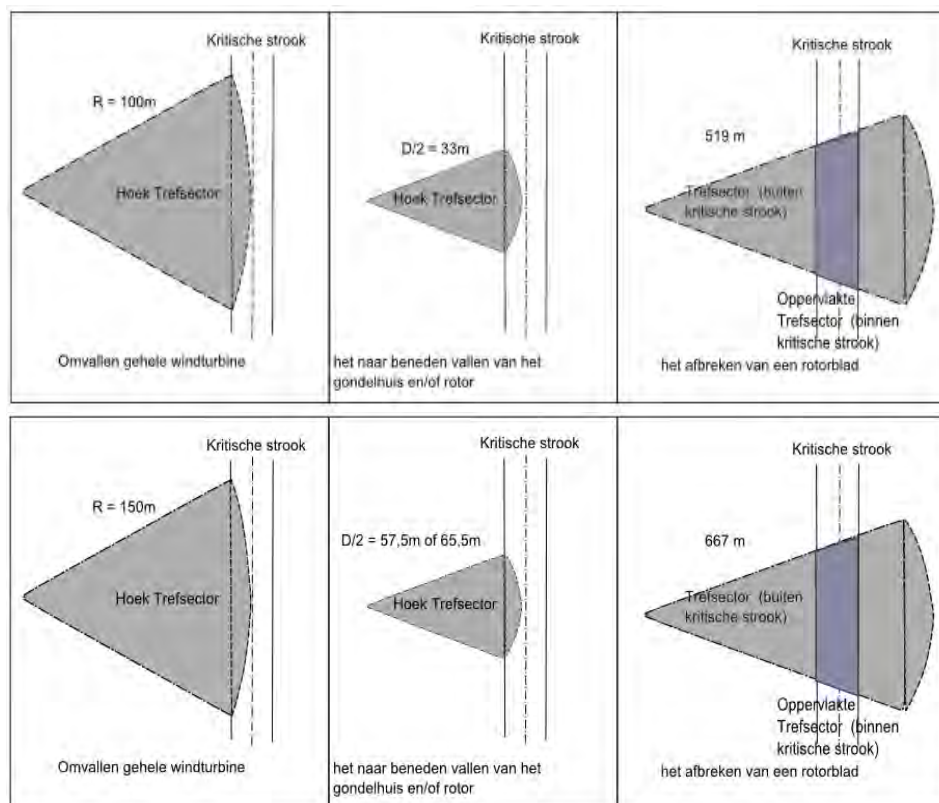 Kritische strook
R = 100m
Hoek Trefsector
Omvallen gehele windturbine
Kritische strook
D/2 = 33m
Hoek Trefsector
het naar beneden vallen van het
gondelhuis en/of rotor
Kritische strook
519 m
Trefsector (buiten
kritische strook)
Oppervlakte
Trefsector (binnen
kritische strook)
het afbreken van een rotorblad
Kritische strook
R = 150m
Hoek Trefsector
Omvallen gehele windturbine
Kritische strook
D/2 = 57,5m of 65,5m
Hoek Trefsector
het naar beneden vallen van het
gondelhuis en/of rotor
Kritische strook
667 m
Trefsector (buiten
kritische strook)
Oppervlakte
Trefsector (binnen
kritische strook)
het afbreken van een rotorblad